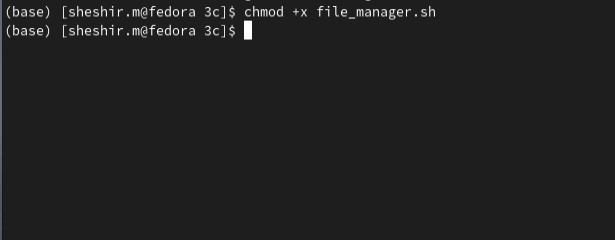 (base) [sheshir.m@fedora 3c]$ chmod +x file_manager.sh
(base) [sheshir.m@fedora 3c]$